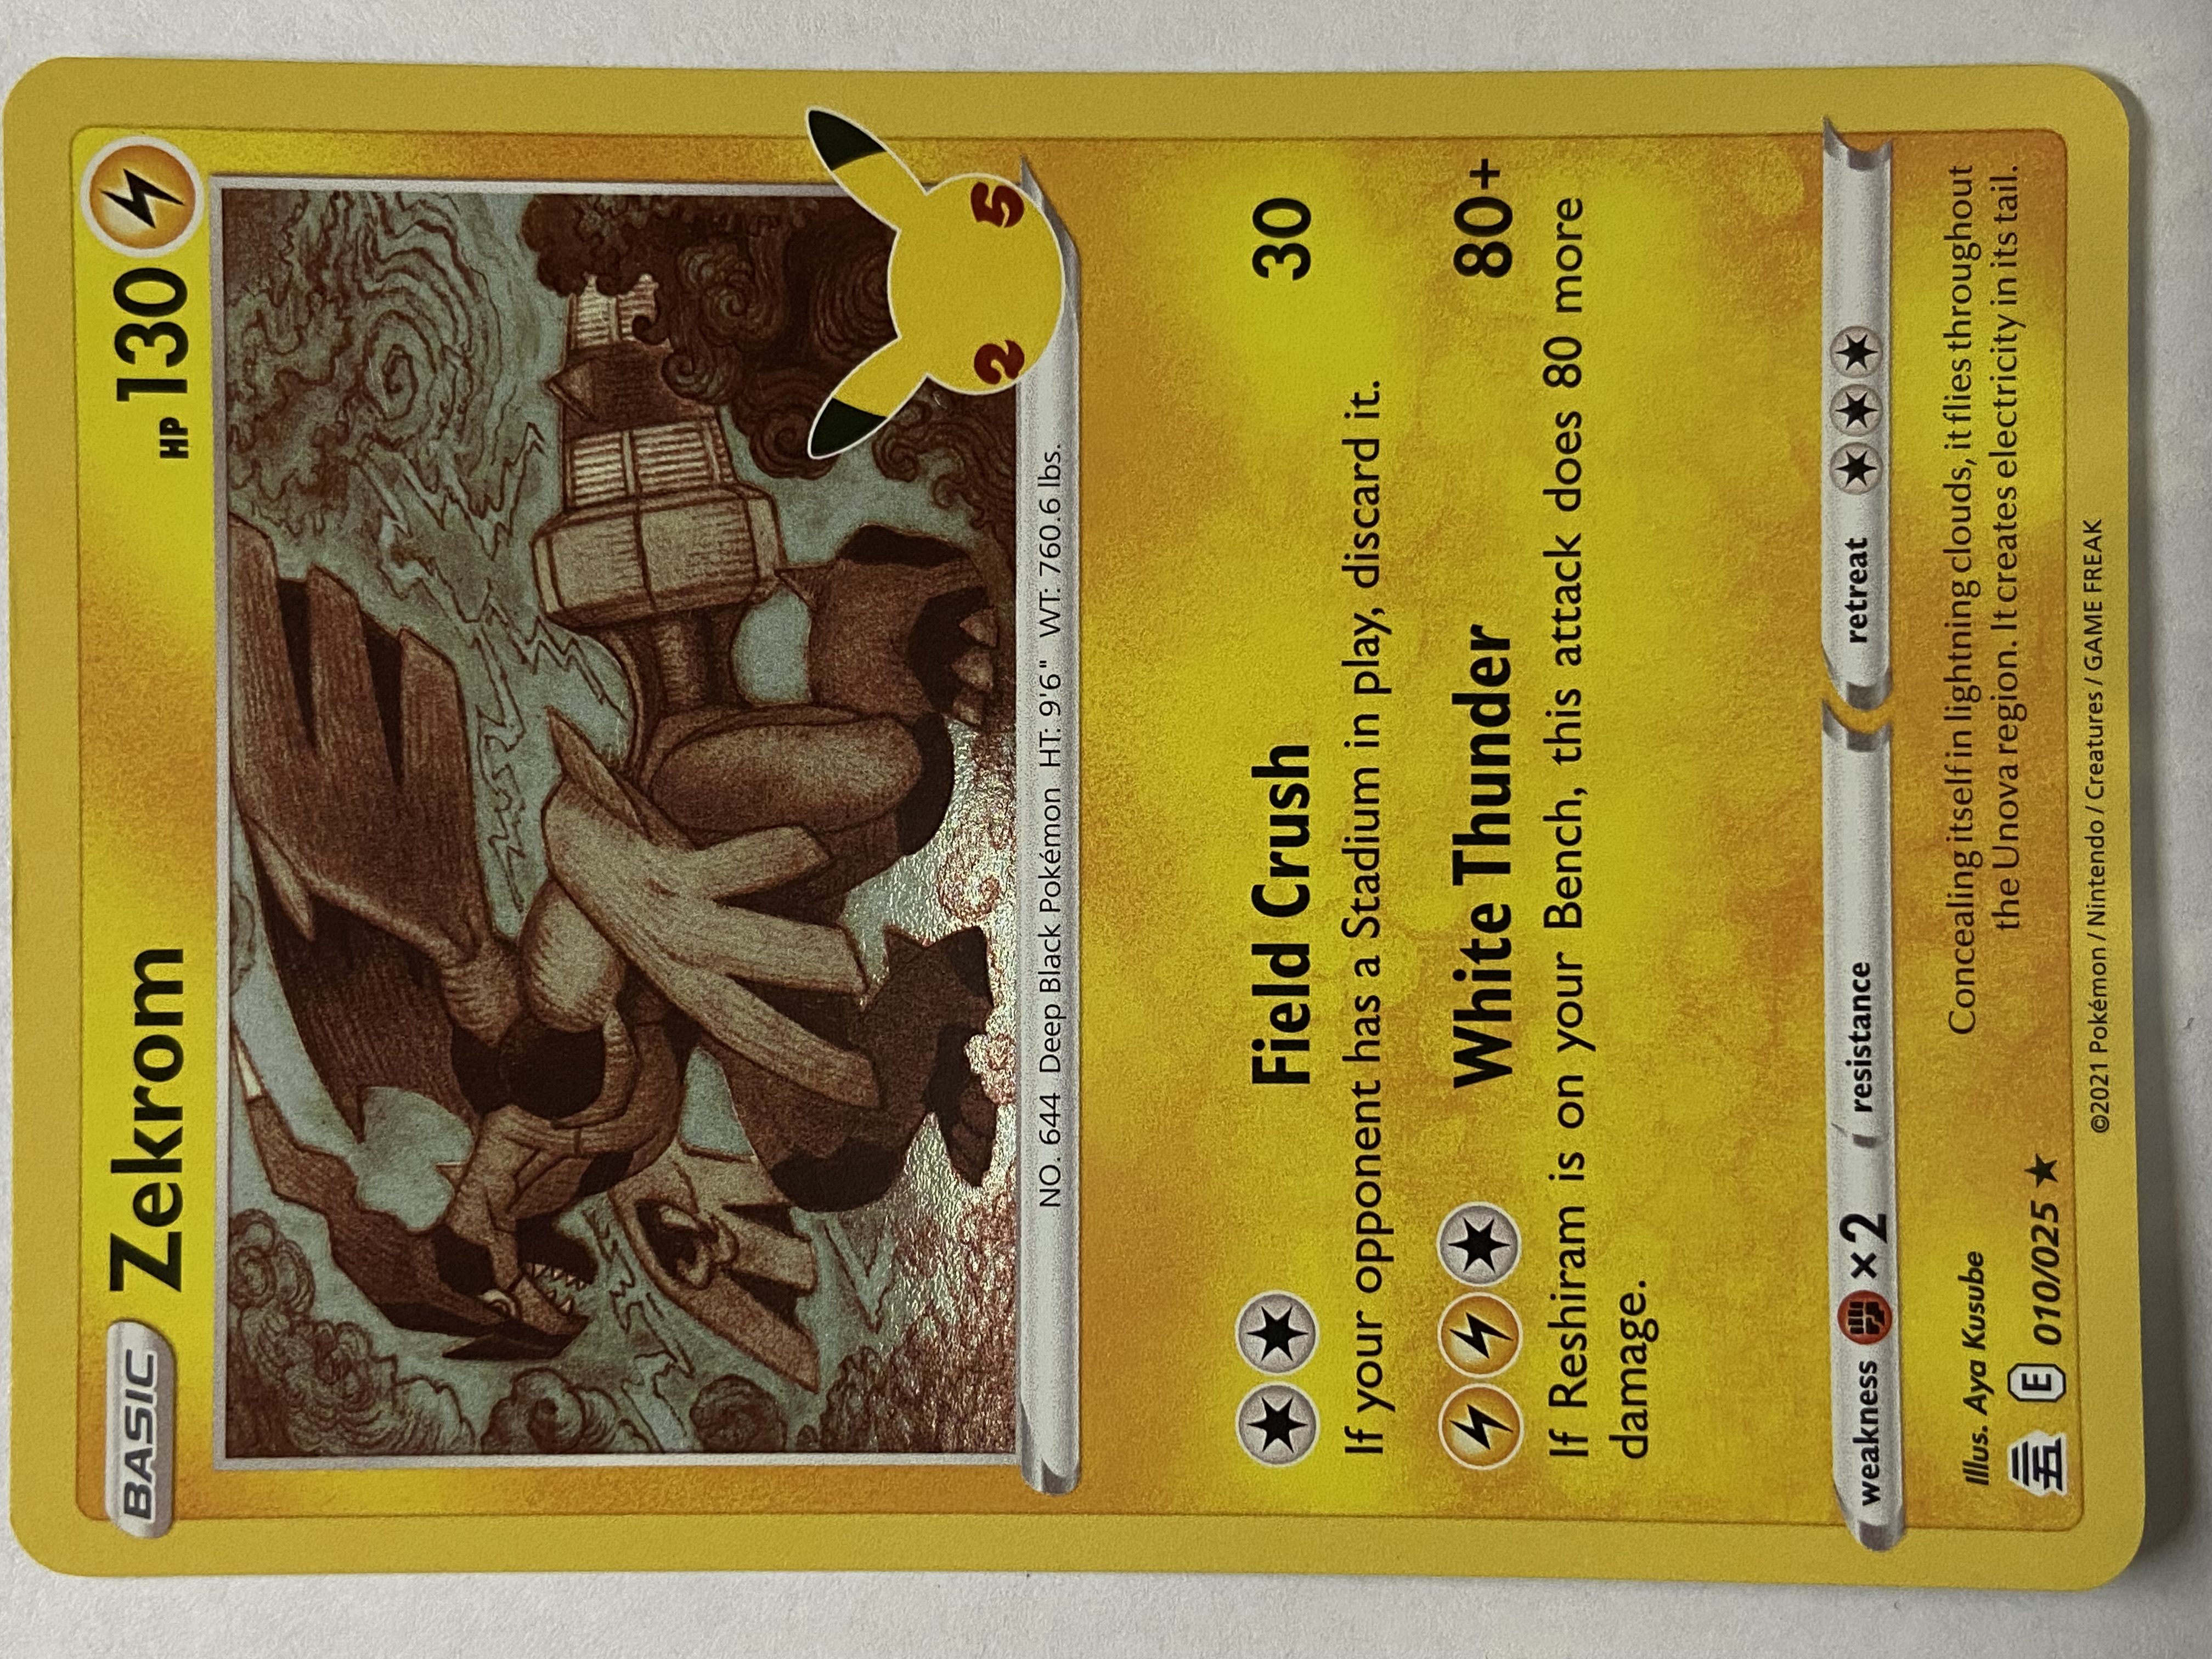 BASIC Zekrom HP 130
2 5
NO. 644 Deep Black Pokémon HT: 9'6" WT: 760.6 lbs.
Field Crush 30
If your opponent has a Stadium in play, discard it.
White Thunder 80+
If Reshiram is on your Bench, this attack does 80 more
damage.
weakness ×2 resistance retreat
Illus. Aya Kusube
Concealing itself in lightning clouds, it flies throughout
the Unova region. It creates electricity in its tail.
E 010/025 ★
©2021 Pokémon / Nintendo / Creatures / GAME FREAK